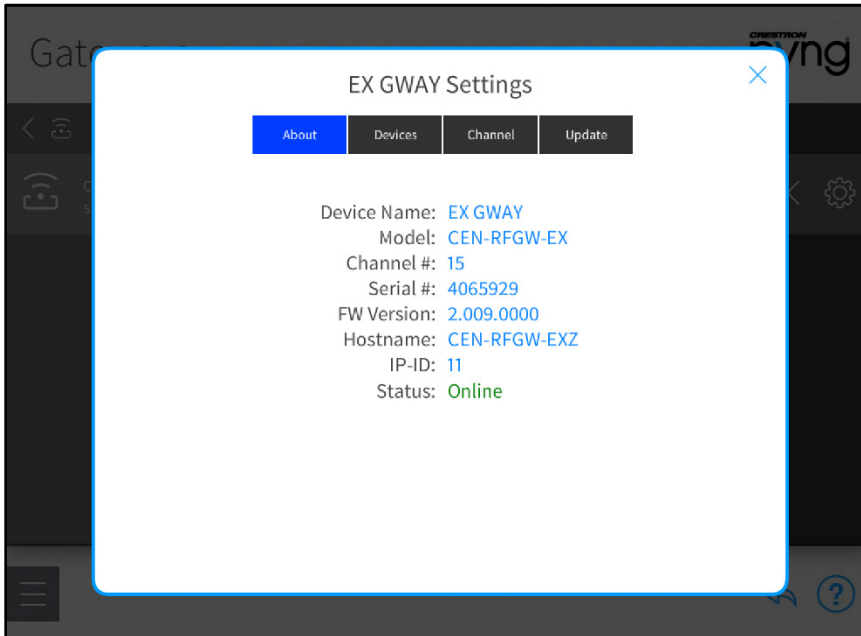 CRESTRON
EX GWAY Settings
About Devices Channel Update
Device Name: EX GWAY
Model: CEN-RFGW-EX
Channel #: 15
Serial #: 4065929
FW Version: 2.009.0000
Hostname: CEN-RFGW-EXZ
IP-ID: 11
Status: Online
?